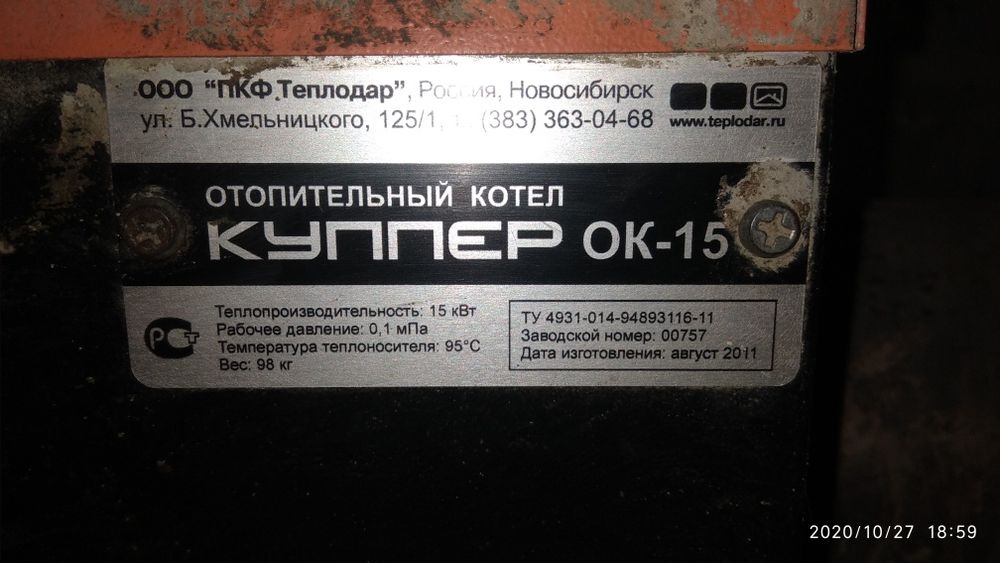 ООО "ПКФ Теплодар", Россия, Новосибирск
ул. Б.Хмельницкого, 125/1, (383) 363-04-68
www.teplodar.ru
ОТОПИТЕЛЬНЫЙ КОТЕЛ
КУППЕР ОК-15
Теплопроизводительность: 15 кВт
Рабочее давление: 0,1 мПа
Температура теплоносителя: 95°С
Вес: 98 кг
РСТ
ТУ 4931-014-94893116-11
Заводской номер: 00757
Дата изготовления: август 2011
2020/10/27 18:59